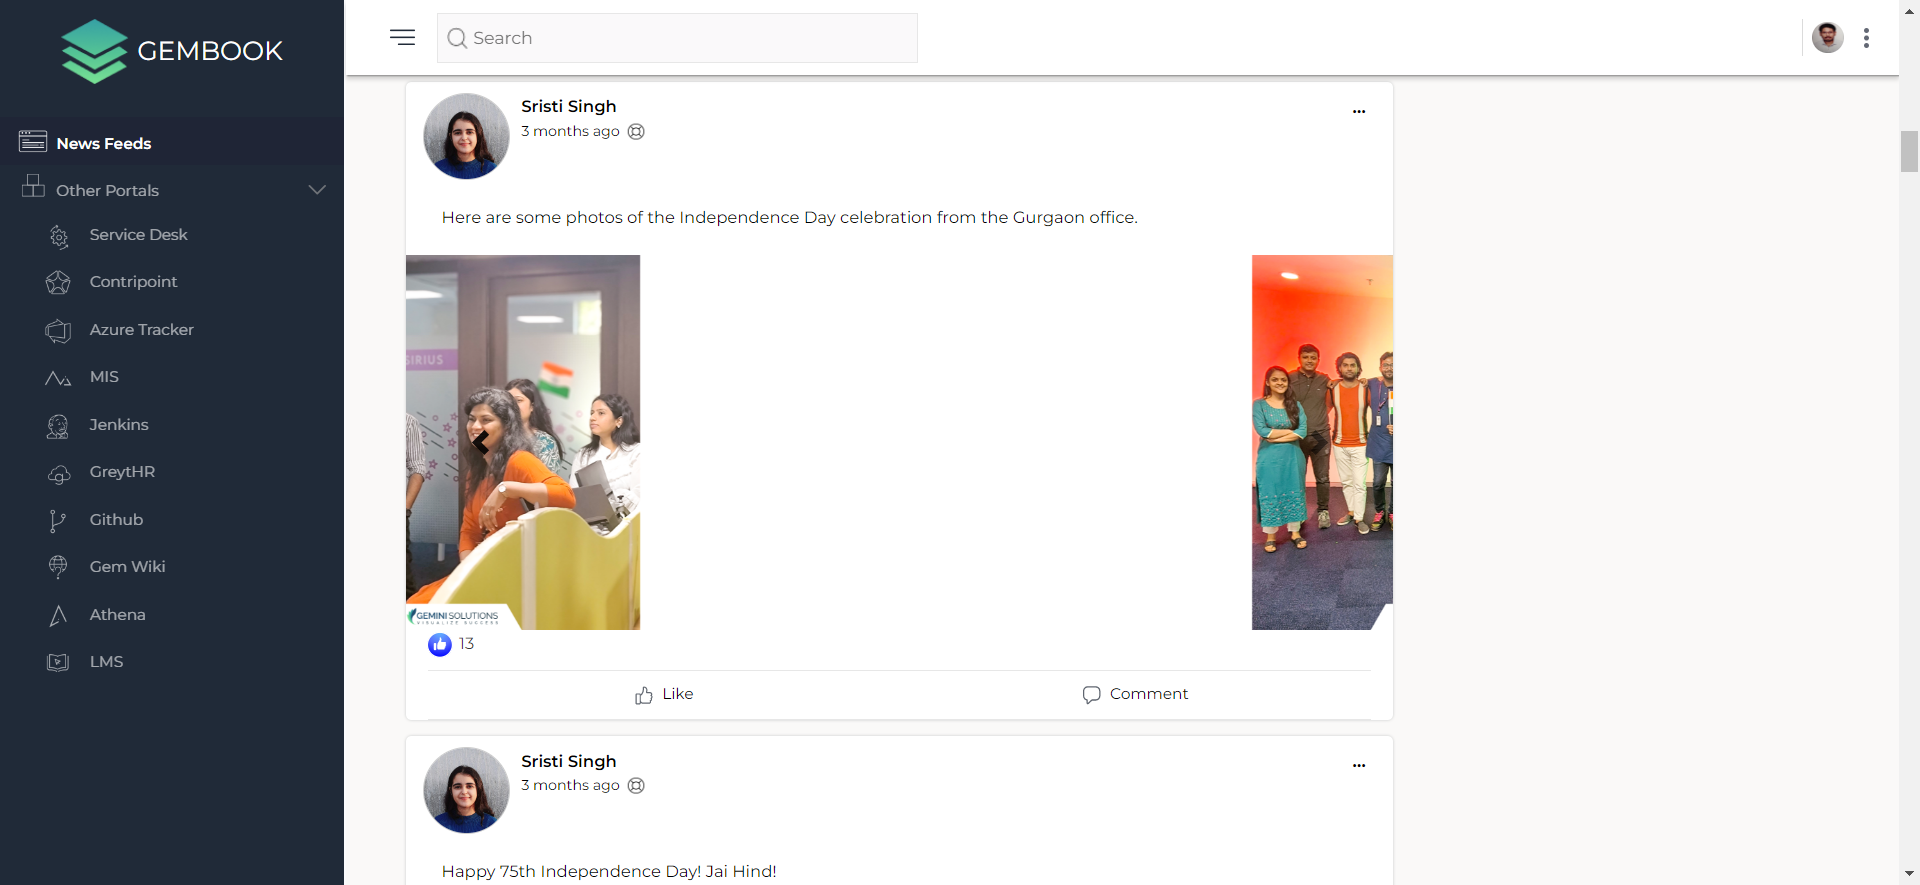 GEMBOOK
Search
News Feeds
Other Portals
Service Desk
Contripoint
Azure Tracker
MIS
Jenkins
GreytHR
Github
Gem Wiki
Athena
LMS
Sristi Singh
3 months ago
Here are some photos of the Independence Day celebration from the Gurgaon office.
SIRIUS
GEMINI SOLUTIONS
VISUALIZE SUCCESS
13
Like
Comment
Sristi Singh
3 months ago
Happy 75th Independence Day! Jai Hind!